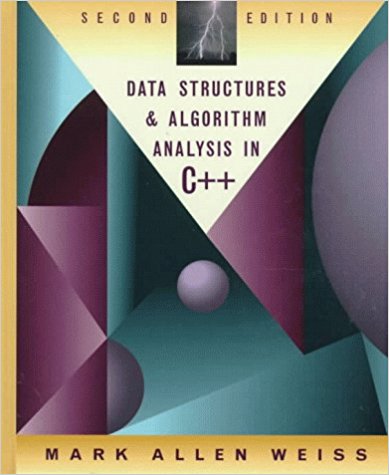 SECOND EDITION
DATA STRUCTURES
& ALGORITHM
ANALYSIS IN
C++
MARK ALLEN WEISS